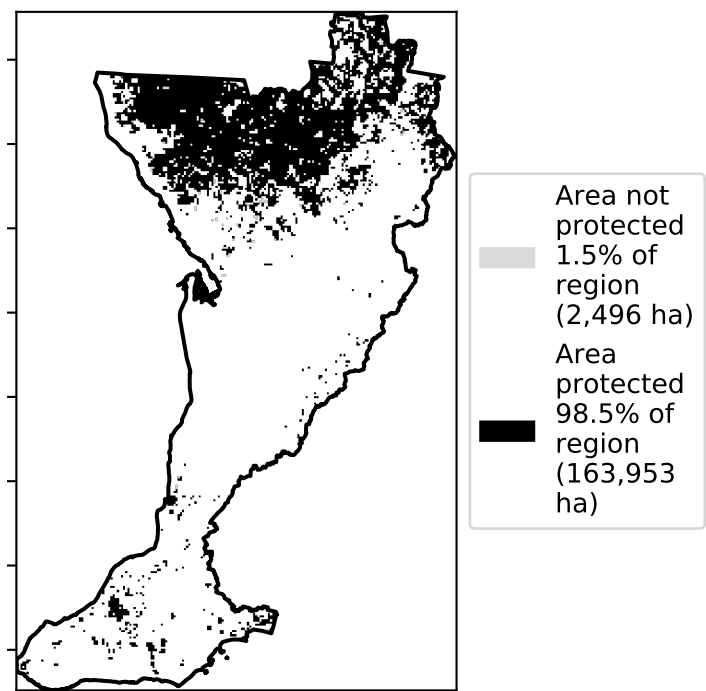 Area not
protected
1.5% of
region
(2,496 ha)
Area
protected
98.5% of
region
(163,953
ha)